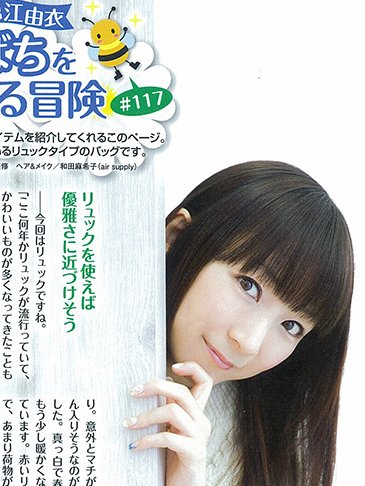 江由衣
ばちを
る冒険
#117
イテムを紹介してくれるこのページ。
いるリュックタイプのバッグです。
修 ヘア&メイク/和田麻希子(air supply)
リュックを使えば
優雅さに近づけそう
――今回はリュックですね。
「ここ何年かリュックが流行っていて、
かわいいものが多くなってきたことも
り。意外とマチが
ん入りそうなのが
した。真っ白で春
もう少し暖かくな
ています。赤いリ
で、あまり荷物が